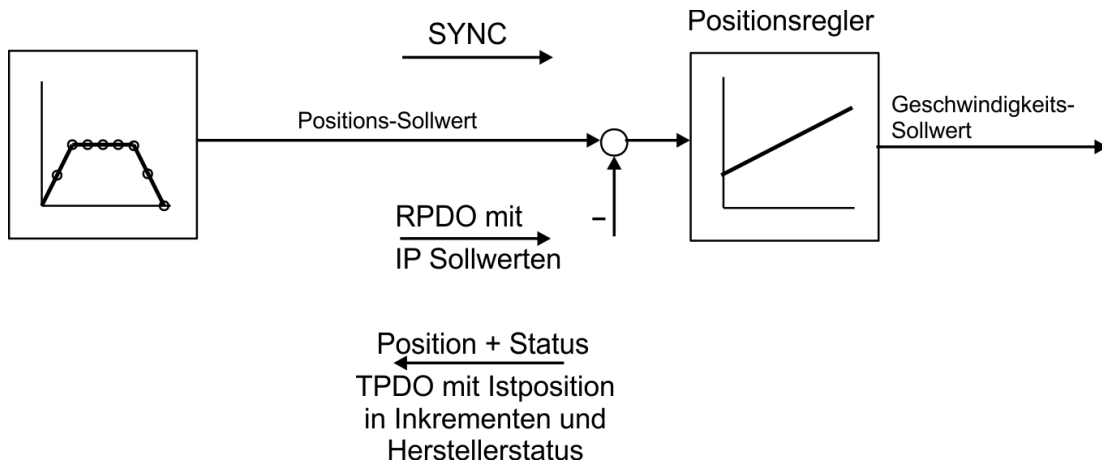 Positionsregler
SYNC
Positions-Sollwert
Geschwindigkeits-
Sollwert
RPDO mit
IP Sollwerten
–
Position + Status
TPDO mit Istposition
in Inkrementen und
Herstellerstatus